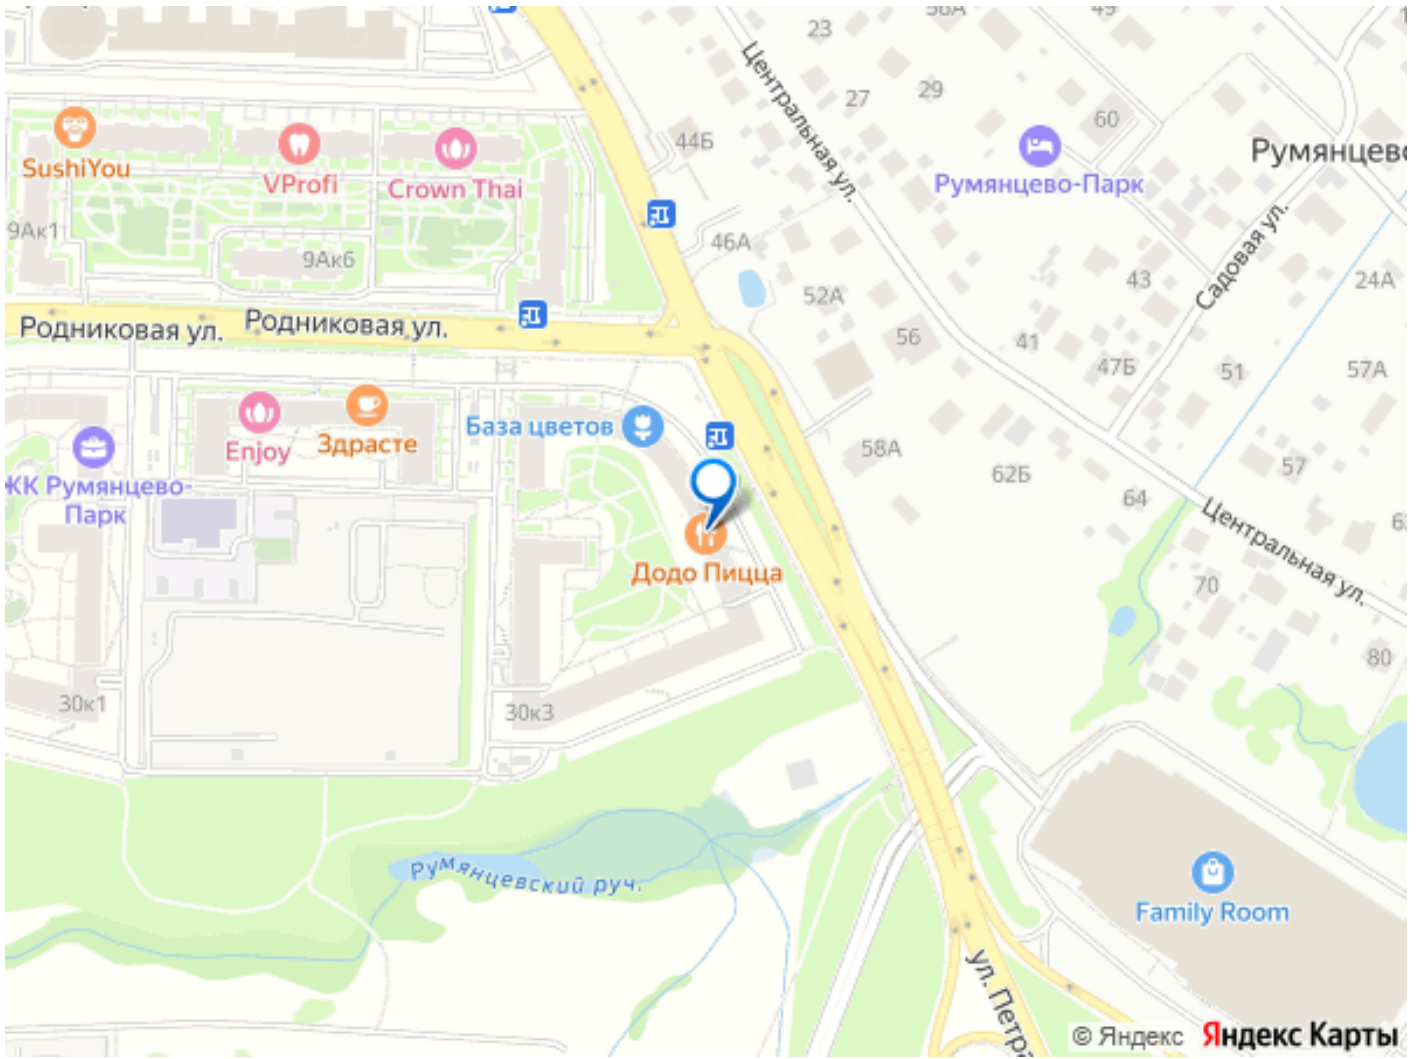 23
49
Центральная ул.
29
27
60
44Б
SushiYou
VProfi
Crown Thai
Румянцево-Парк
Румянцево
9Ак1
9Ак6
46А
Садовая ул.
43
24А
52А
Родниковая ул.
Родниковая ул.
56
41
47Б
51
57А
База цветов
Enjoy
Здрасте
58А
62Б
57
64
ЖК Румянцево-
Парк
Центральная ул.
Додо Пицца
70
80
30к1
30к3
Румянцевский руч.
Family Room
ул. Петра
© Яндекс
Яндекс Карты